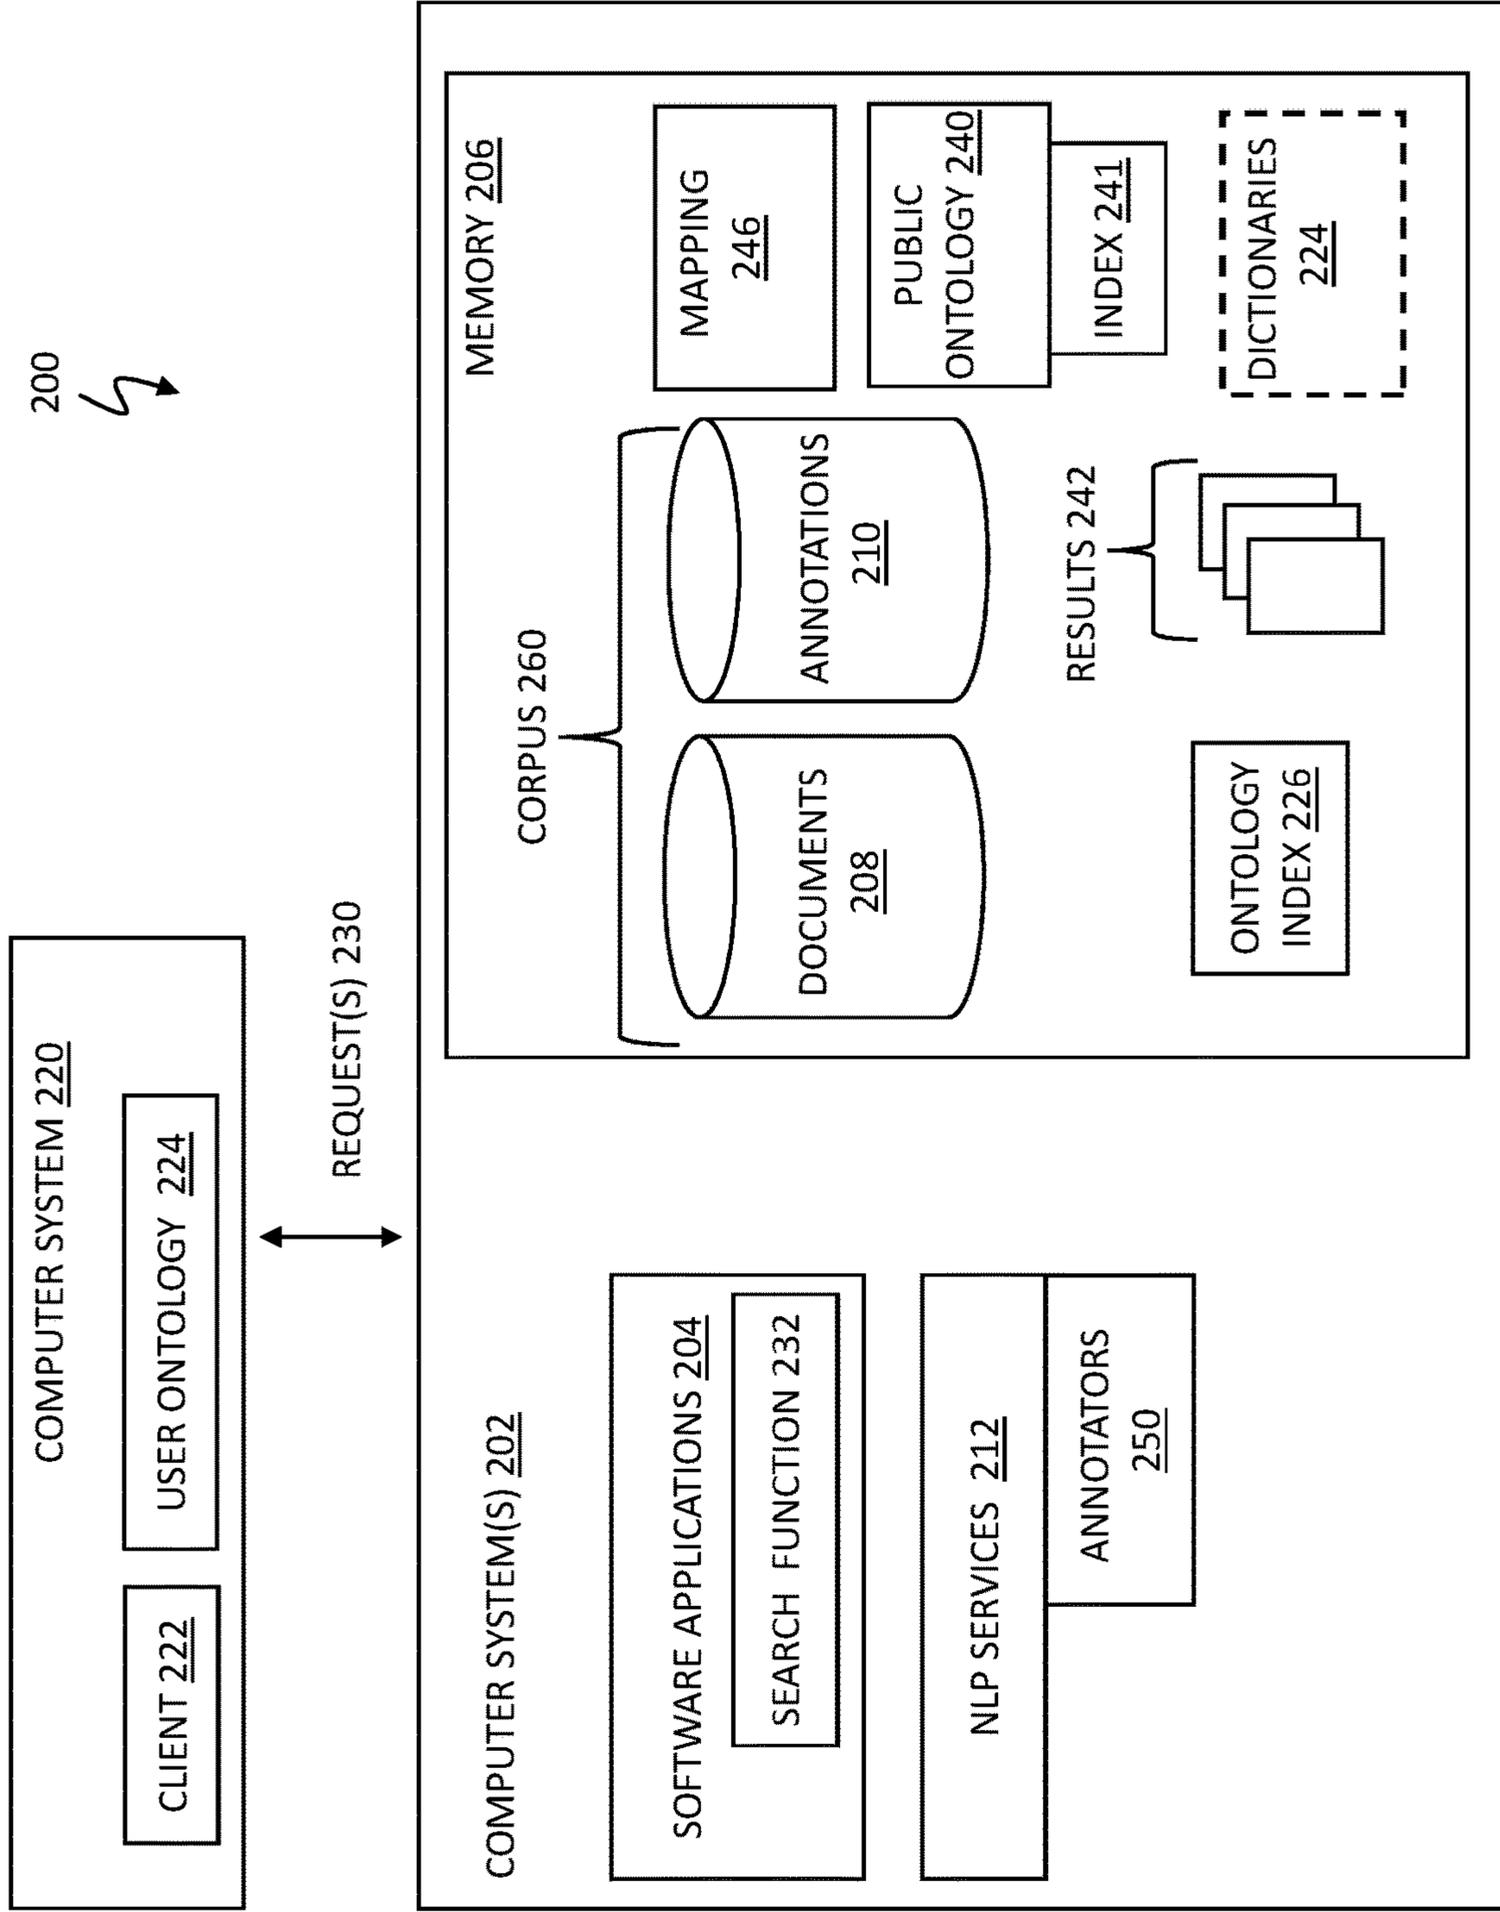 200
COMPUTER SYSTEM 220
CLIENT 222
USER ONTOLOGY 224
REQUEST(S) 230
COMPUTER SYSTEM(S) 202
SOFTWARE APPLICATIONS 204
SEARCH FUNCTION 232
NLP SERVICES 212
ANNOTATORS
250
MEMORY 206
CORPUS 260
DOCUMENTS
208
ANNOTATIONS
210
MAPPING
246
PUBLIC
ONTOLOGY 240
INDEX 241
ONTOLOGY
INDEX 226
RESULTS 242
DICTIONARIES
224